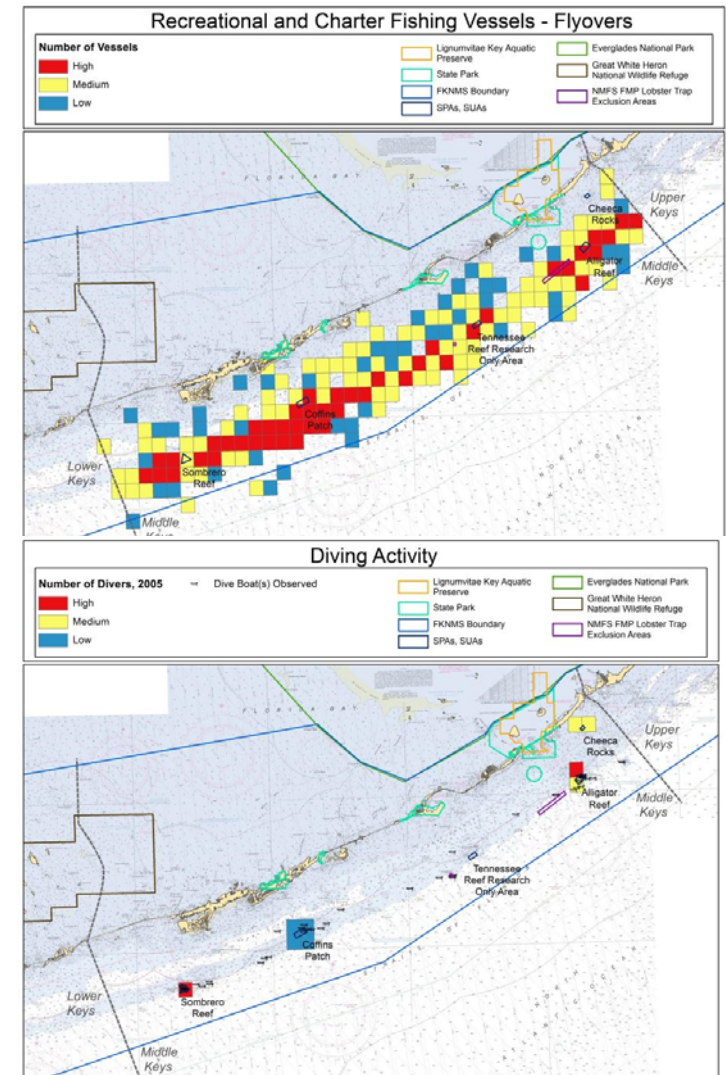 Recreational and Charter Fishing Vessels - Flyovers
Number of Vessels
High
Medium
Low
Lignumvitae Key Aquatic
Preserve
State Park
FKNMS Boundary
SPAs, SUAs
Everglades National Park
Great White Heron
National Wildlife Refuge
NMFS FMP Lobster Trap
Exclusion Areas
FLORIDA BAY
Upper
Keys
Cheeca
Rocks
Alligator
Reef
Middle
Keys
Tennessee
Reef Research
Only Area
Coffins
Patch
Sombrero
Reef
Lower
Keys
Middle
Keys
Diving Activity
Number of Divers, 2005
Dive Boat(s) Observed
High
Medium
Low
Lignumvitae Key Aquatic
Preserve
State Park
FKNMS Boundary
SPAs, SUAs
Everglades National Park
Great White Heron
National Wildlife Refuge
NMFS FMP Lobster Trap
Exclusion Areas
FLORIDA BAY
Upper
Keys
Cheeca
Rocks
Alligator
Reef
Middle
Keys
Tennessee
Reef Research
Only Area
Coffins
Patch
Sombrero
Reef
Lower
Keys
Middle
Keys